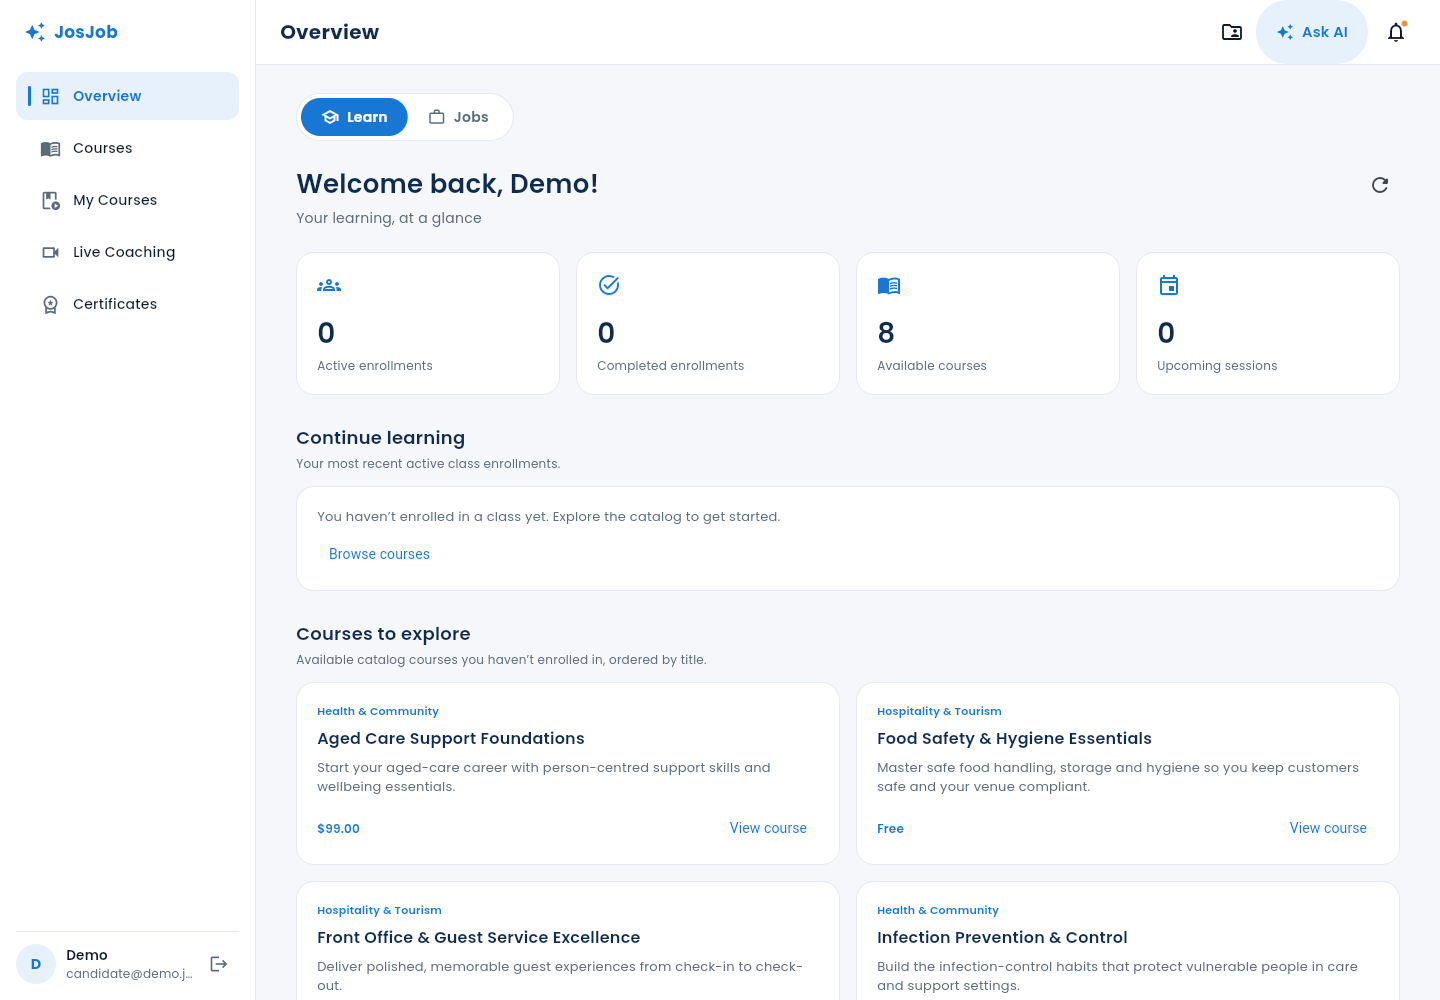 JosJob
Overview
Ask AI
Overview
Courses
My Courses
Live Coaching
Certificates
Learn
Jobs
Welcome back, Demo!
Your learning, at a glance
0
Active enrollments
0
Completed enrollments
8
Available courses
0
Upcoming sessions
Continue learning
Your most recent active class enrollments.
You haven’t enrolled in a class yet. Explore the catalog to get started.
Browse courses
Courses to explore
Available catalog courses you haven’t enrolled in, ordered by title.
Health & Community
Aged Care Support Foundations
Start your aged-care career with person-centred support skills and
wellbeing essentials.
$99.00
View course
Hospitality & Tourism
Food Safety & Hygiene Essentials
Master safe food handling, storage and hygiene so you keep customers
safe and your venue compliant.
Free
View course
Hospitality & Tourism
Front Office & Guest Service Excellence
Deliver polished, memorable guest experiences from check-in to check-
out.
Health & Community
Infection Prevention & Control
Build the infection-control habits that protect vulnerable people in care
and support settings.
D
Demo
candidate@demo.j...